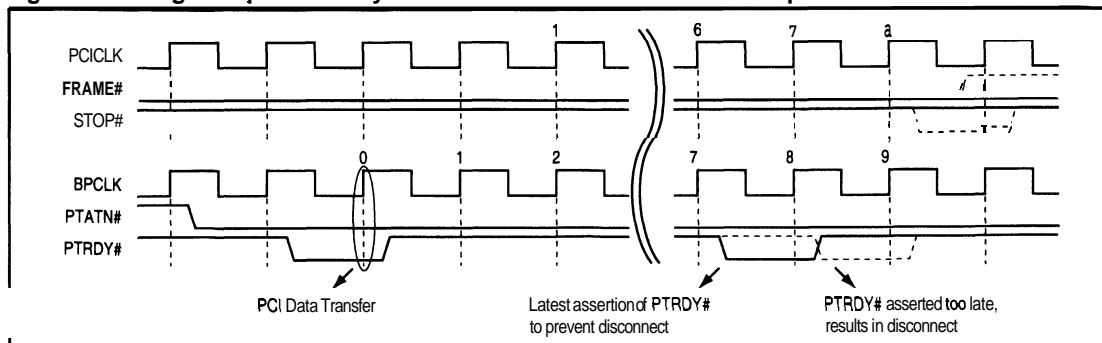 1 6 7 a
PCICLK
FRAME#
STOP#
0 1 2 7 8 9
BPCLK
PTATN#
PTRDY#
PCI Data Transfer
Latest assertion of PTRDY#
to prevent disconnect
PTRDY# asserted too late,
results in disconnect